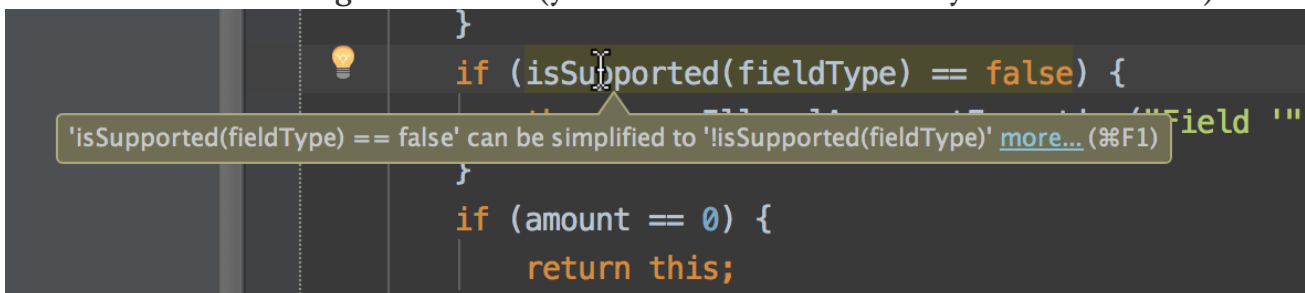 }
if (isSupported(fieldType) == false) {
"Field '"
'isSupported(fieldType) == false' can be simplified to '!isSupported(fieldType)' more... (⌘F1)
}
if (amount == 0) {
return this;